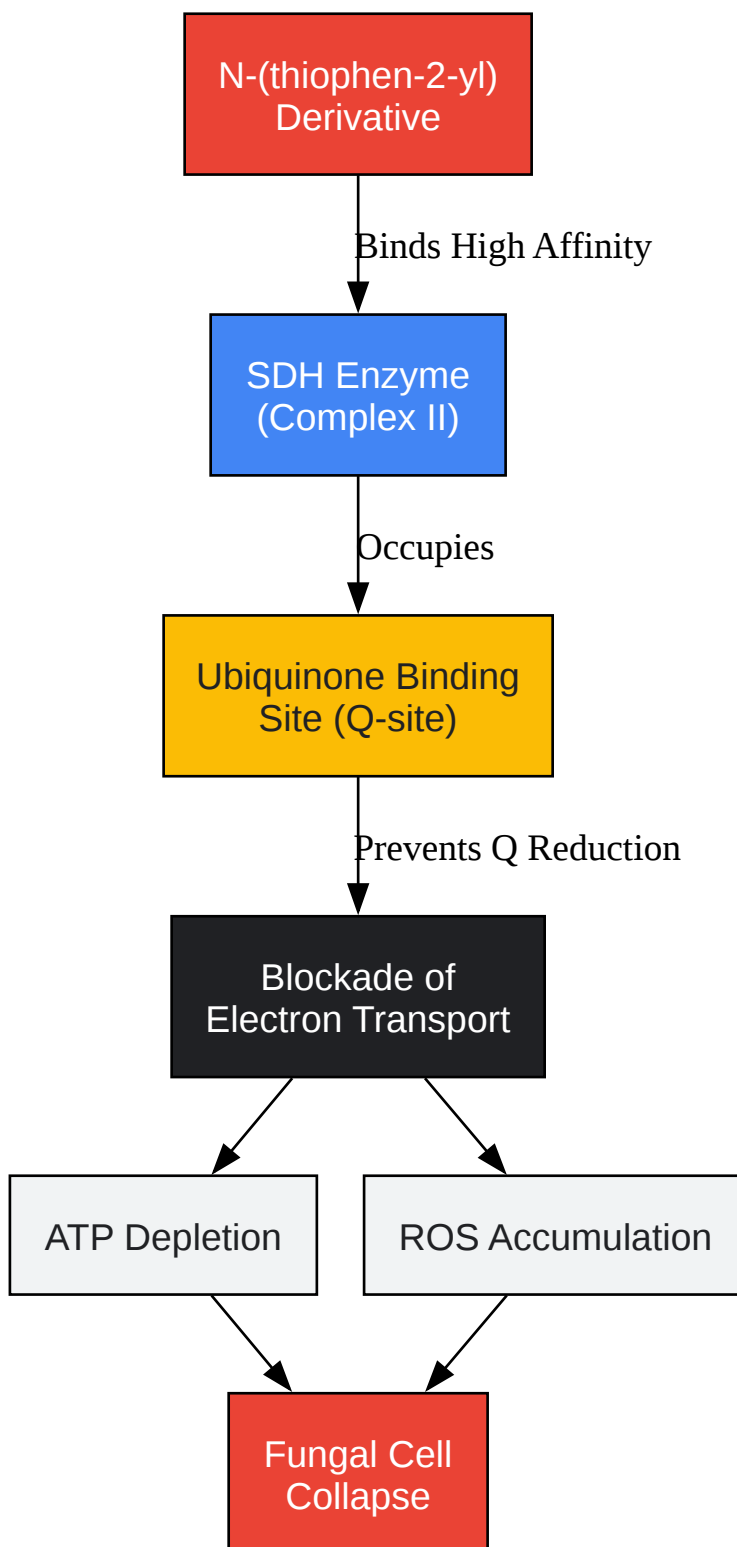 N-(thiophen-2-yl)
Derivative
Binds High Affinity
SDH Enzyme
(Complex II)
Occupies
Ubiquinone Binding
Site (Q-site)
Prevents Q Reduction
Blockade of
Electron Transport
ATP Depletion
ROS Accumulation
Fungal Cell
Collapse